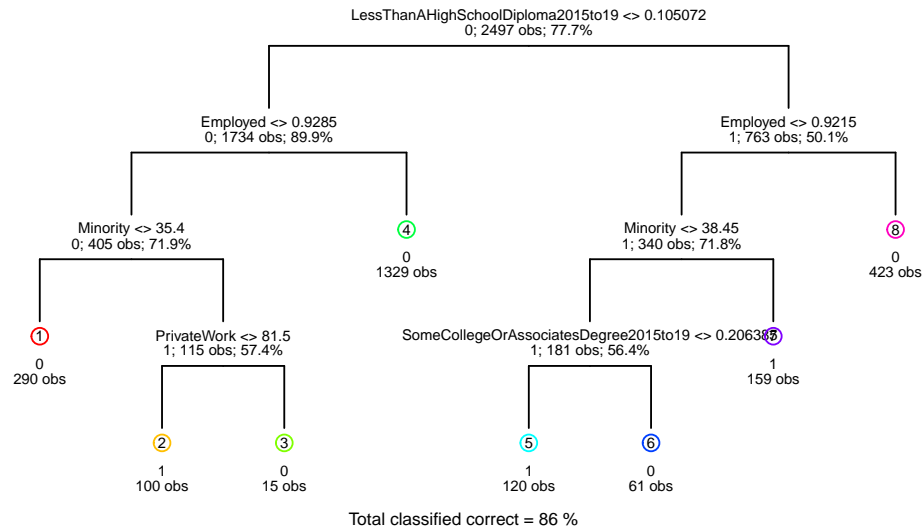 LessThanAHighSchoolDiploma2015to19 <> 0.105072
0; 2497 obs; 77.7%
Employed <> 0.9285
0; 1734 obs; 89.9%
Employed <> 0.9215
1; 763 obs; 50.1%
Minority <> 35.4
0; 405 obs; 71.9%
4
0
1329 obs
Minority <> 38.45
1; 340 obs; 71.8%
8
0
423 obs
1
0
290 obs
PrivateWork <> 81.5
1; 115 obs; 57.4%
SomeCollegeOrAssociatesDegree2015to19 <> 0.206385
1; 181 obs; 56.4%
7
1
159 obs
2
1
100 obs
3
0
15 obs
5
1
120 obs
6
0
61 obs
Total classified correct = 86 %